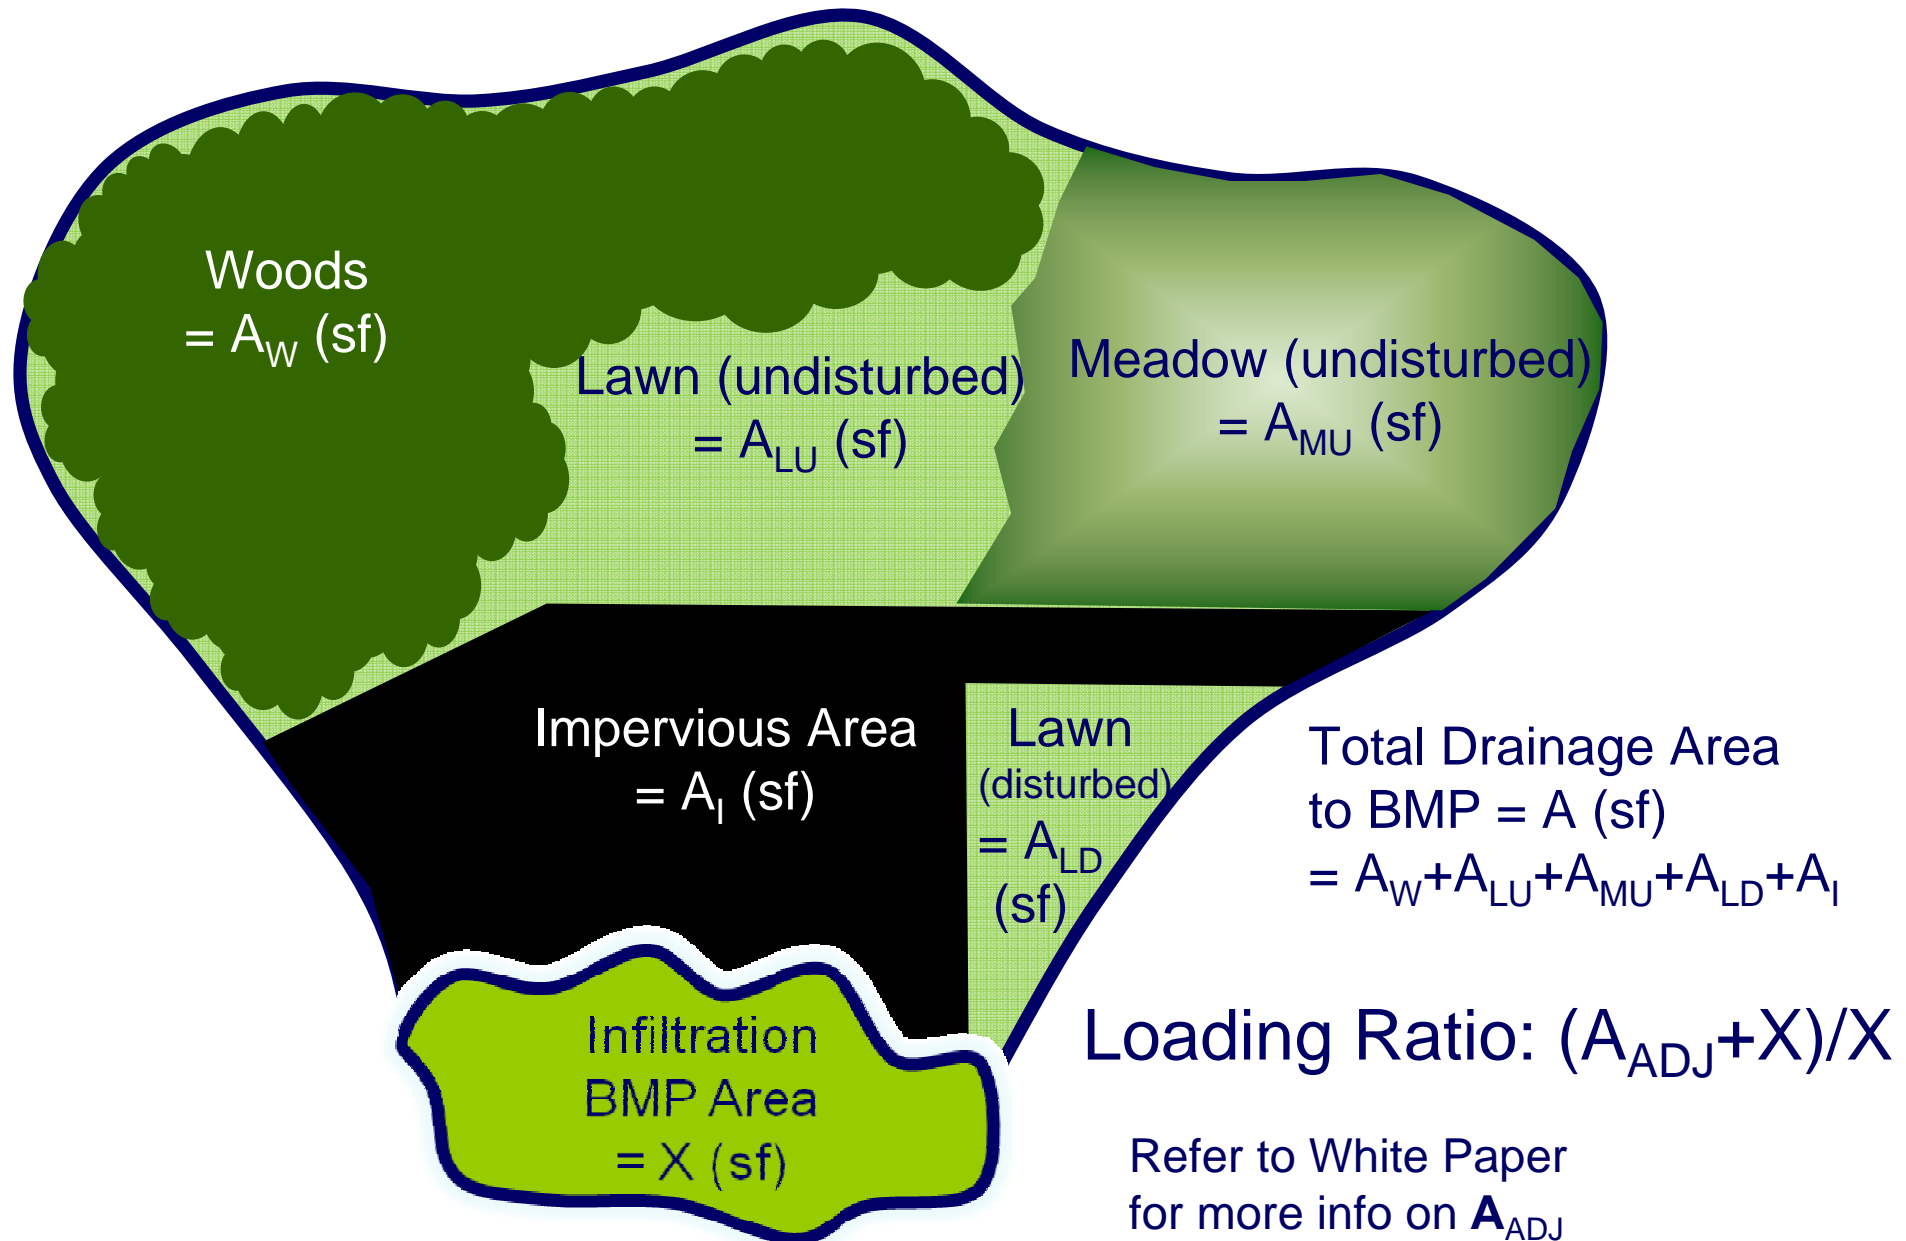 Woods
= A_W (sf)
Lawn (undisturbed)
= A_LU (sf)
Meadow (undisturbed)
= A_MU (sf)
Impervious Area
= A_I (sf)
Lawn
(disturbed)
= A_LD
(sf)
Total Drainage Area
to BMP = A (sf)
= A_W+A_LU+A_MU+A_LD+A_I
Infiltration
BMP Area
= X (sf)
Loading Ratio: (A_ADJ+X)/X
Refer to White Paper
for more info on A_ADJ